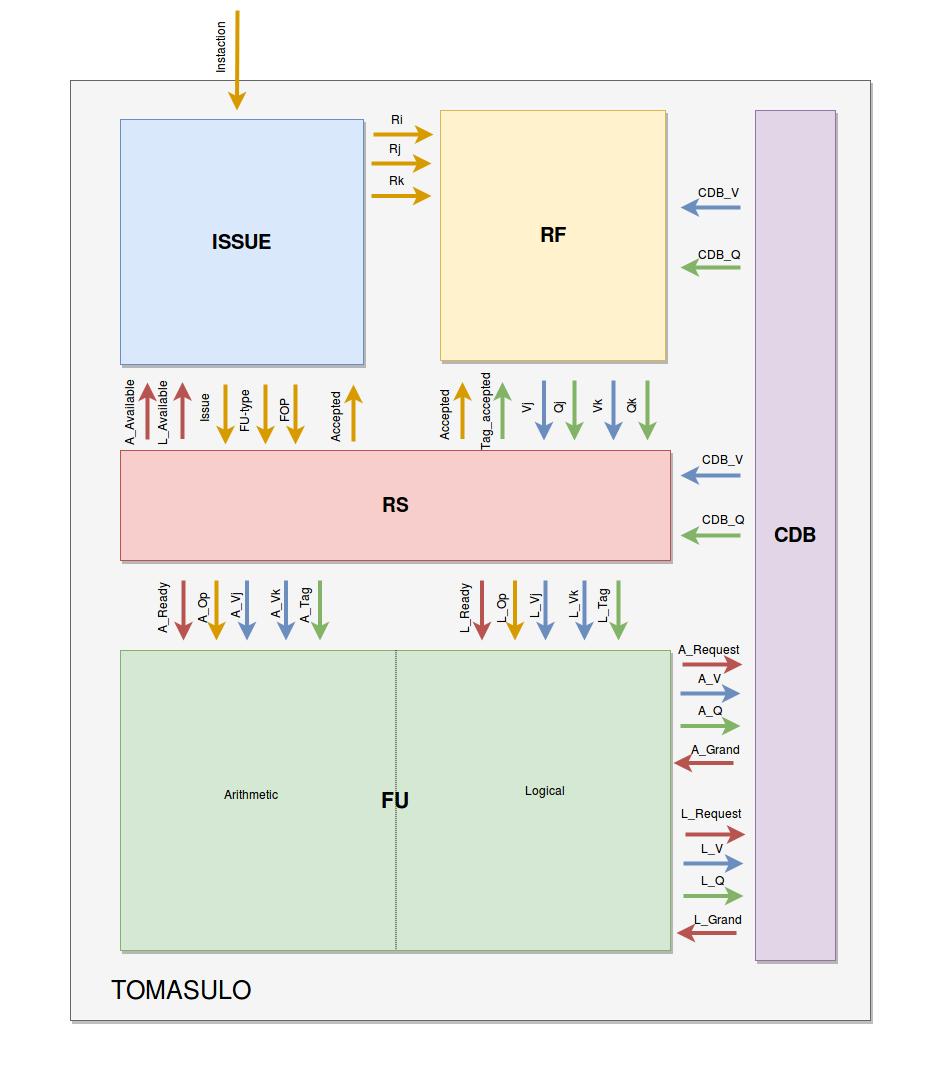 Instaction
Ri
Rj
Rk
ISSUE
RF
CDB_V
CDB_Q
A_Available
L_Available
Issue
FU-type
FOP
Accepted
Accepted
Tag_accepted
Vj
Qj
Vk
Qk
CDB_V
CDB_Q
RS
CDB
A_Ready
A_Op
A_Vj
A_Vk
A_Tag
L_Ready
L_Op
L_Vj
L_Vk
L_Tag
A_Request
A_V
A_Q
A_Grand
Arithmetic
FU
Logical
L_Request
L_V
L_Q
L_Grand
TOMASULO